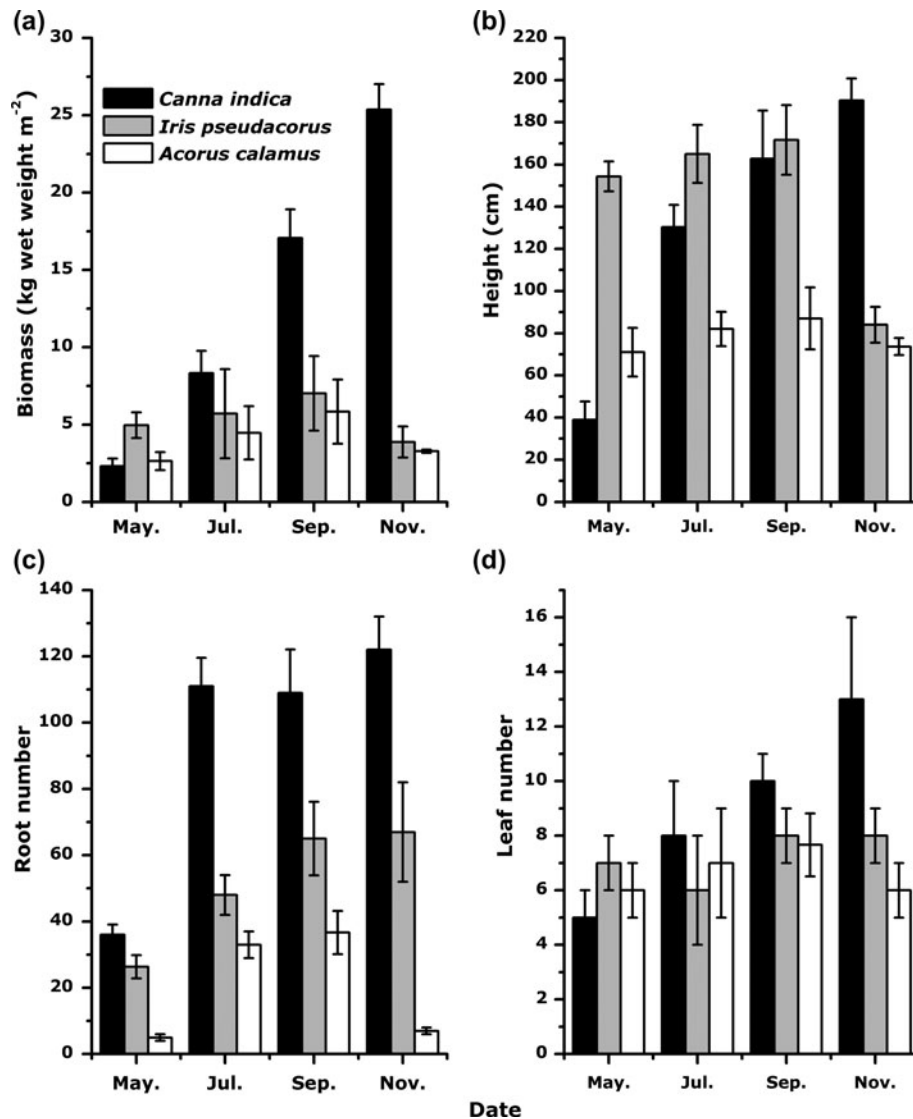 (a)
Biomass (kg wet weight m-2)
30
25
20
15
10
5
0
Canna indica
Iris pseudacorus
Acorus calamus
May. Jul. Sep. Nov.
(b)
Height (cm)
220
200
180
160
140
120
100
80
60
40
20
0
May. Jul. Sep. Nov.
(c)
Root number
140
120
100
80
60
40
20
0
May. Jul. Sep. Nov.
(d)
Leaf number
16
14
12
10
8
6
4
2
0
May. Jul. Sep. Nov.
Date